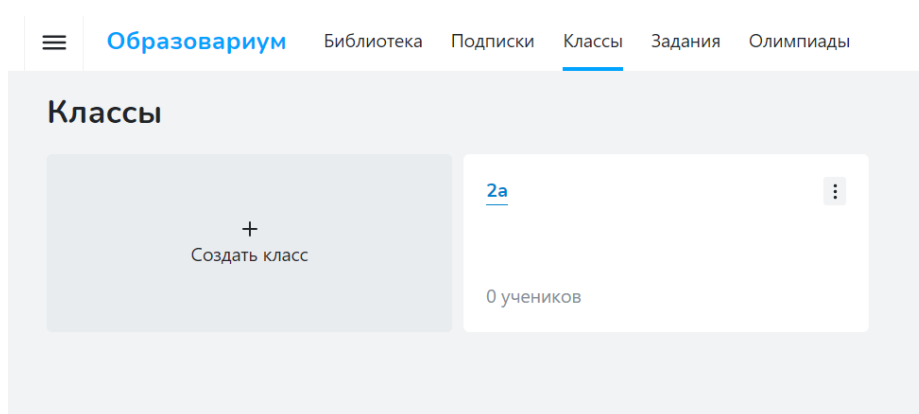 Образовариум Библиотека Подписки Классы Задания Олимпиады
Классы
+
Создать класс
2а
0 учеников